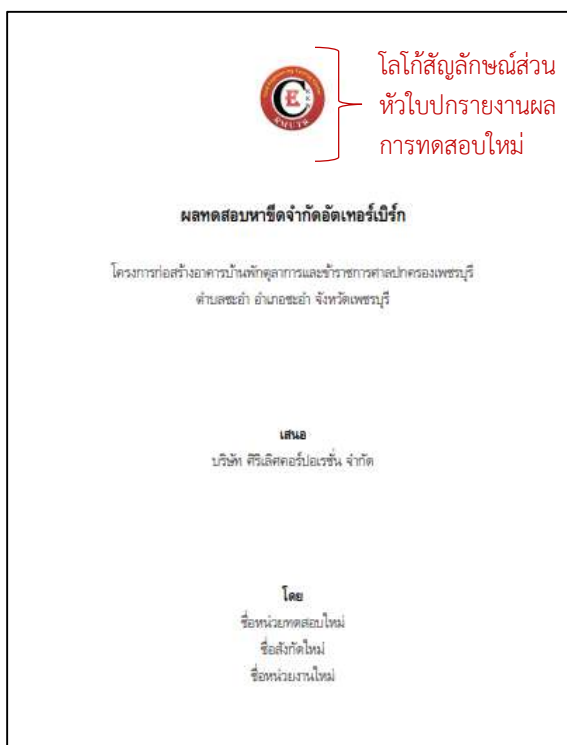 โลโก้สัญลักษณ์ส่วน
หัวใบปกรายงานผล
การทดสอบใหม่
CE
RMUTR
ผลทดสอบหาขีดจำกัดอัตเทอร์เบิร์ก
โครงการก่อสร้างอาคารบ้านพักตุลาการและข้าราชการศาลปกครองเพชรบุรี
ตำบลชะอำ อำเภอชะอำ จังหวัดเพชรบุรี
เสนอ
บริษัท ศิริเลิศคอร์ปอเรชั่น จำกัด
โดย
ชื่อหน่วยทดสอบใหม่
ชื่อสังกัดใหม่
ชื่อหน่วยงานใหม่